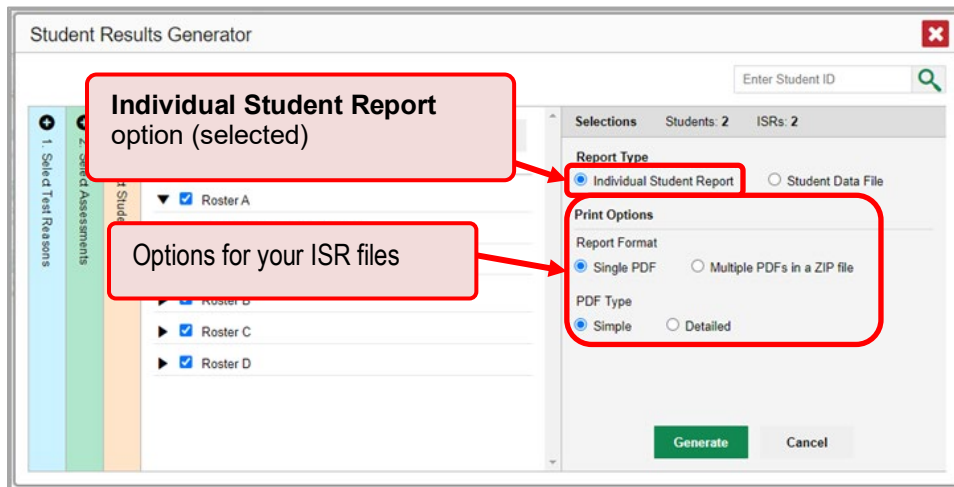 Student Results Generator
Enter Student ID
Individual Student Report
option (selected)
1. Select Test Reasons
2. Select Assessments
Roster A
Options for your ISR files
Roster C
Roster D
Selections Students: 2 ISRs: 2
Report Type
Individual Student Report Student Data File
Print Options
Report Format
Single PDF Multiple PDFs in a ZIP file
PDF Type
Simple Detailed
Generate Cancel